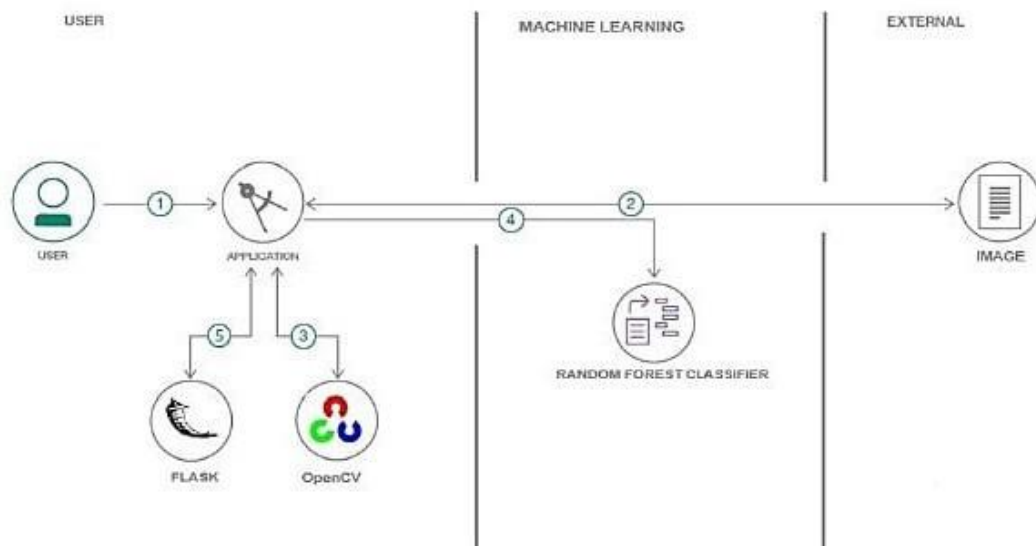 USER
MACHINE LEARNING
EXTERNAL
1
2
4
USER
APPLICATION
IMAGE
5
3
RANDOM FOREST CLASSIFIER
FLASK
OpenCV